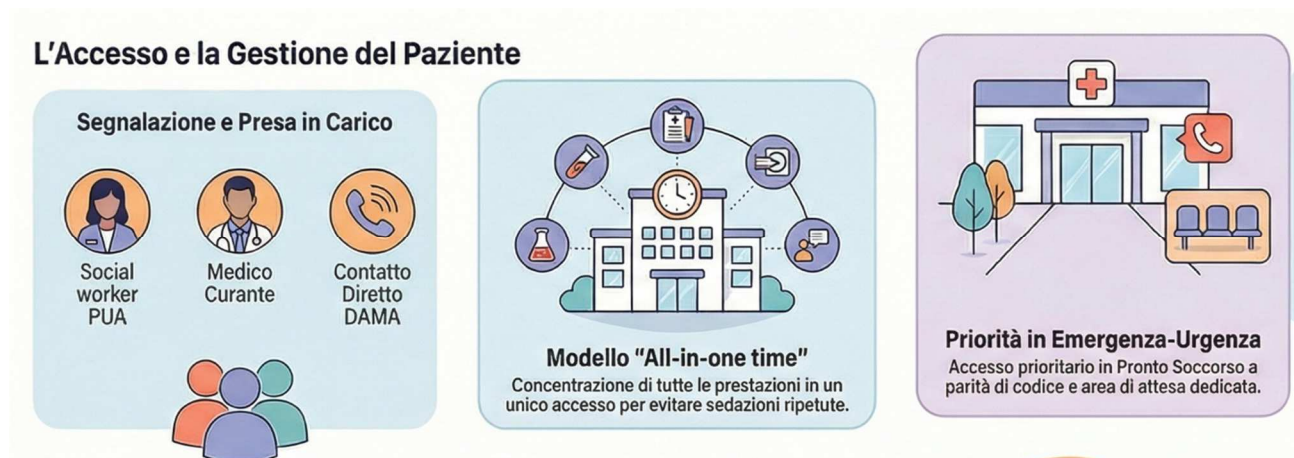 L'Accesso e la Gestione del Paziente
Segnalazione e Presa in Carico
Social
worker
PUA
Medico
Curante
Contatto
Diretto
DAMA
Modello “All-in-one time”
Concentrazione di tutte le prestazioni in un
unico accesso per evitare sedazioni ripetute.
Priorità in Emergenza-Urgenza
Accesso prioritario in Pronto Soccorso a
parità di codice e area di attesa dedicata.